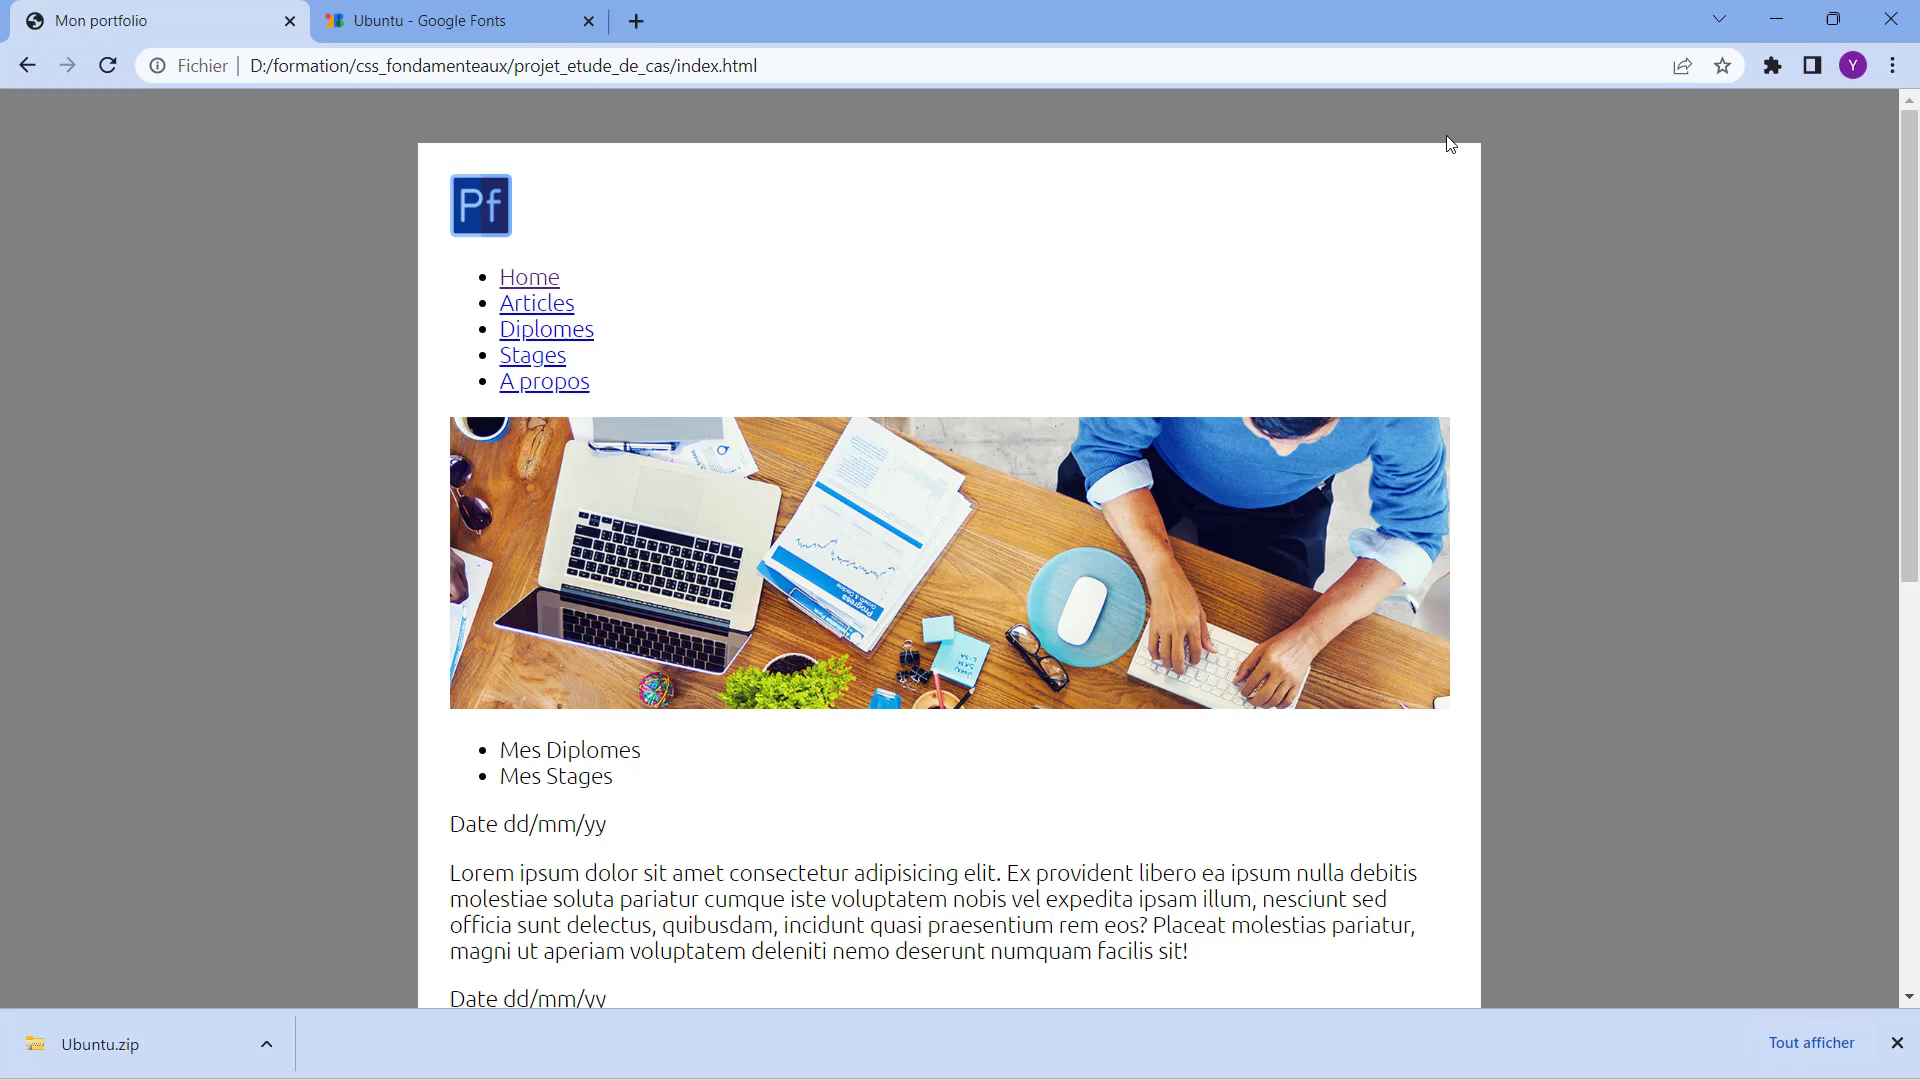 Mon portfolio
Ubuntu - Google Fonts
Fichier
D:/formation/css_fondamenteaux/projet_etude_de_cas/index.html
Y
Pf
Home
Articles
Diplomes
Stages
A propos
Progress
Mes Diplomes
Mes Stages
Date dd/mm/yy
Lorem ipsum dolor sit amet consectetur adipisicing elit. Ex provident libero ea ipsum nulla debitis
molestiae soluta pariatur cumque iste voluptatem nobis vel expedita ipsam illum, nesciunt sed
officia sunt delectus, quibusdam, incidunt quasi praesentium rem eos? Placeat molestias pariatur,
magni ut aperiam voluptatem deleniti nemo deserunt numquam facilis sit!
Date dd/mm/yy
Ubuntu.zip
Tout afficher